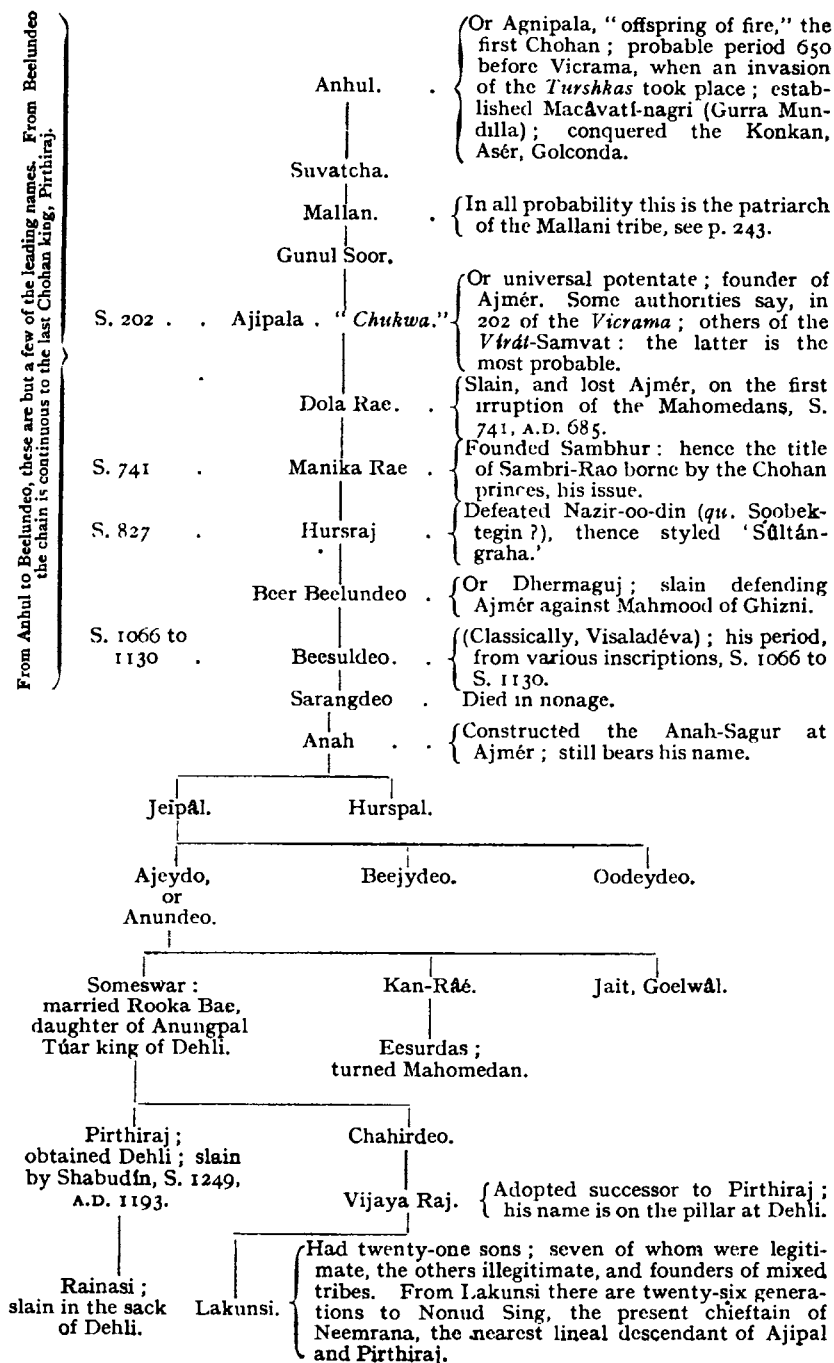 From Anhul to Beelundeo, these are but a few of the leading names. From Beelundeo
the chain is continuous to the last Chohan king, Pirthiraj.
Anhul. . Or Agnipala, “ offspring of fire,” the
first Chohan ; probable period 650
before Vicrama, when an invasion
of the Turshkas took place ; estab-
lished Macâvatí-nagri (Gurra Mun-
dilla) ; conquered the Konkan,
Asér, Golconda.
Suvatcha.
Mallan. . In all probability this is the patriarch
of the Mallani tribe, see p. 243.
Gunul Soor.
S. 202 . . Ajipala . “ Chukwa.” Or universal potentate ; founder of
Ajmér. Some authorities say, in
202 of the Vicrama ; others of the
Virât-Samvat : the latter is the
most probable.
Dola Rae. . Slain, and lost Ajmér, on the first
irruption of the Mahomedans, S.
741, A.D. 685.
S. 741 . Manika Rae . Founded Sambhur : hence the title
of Sambri-Rao borne by the Chohan
princes, his issue.
S. 827 . Hursraj . Defeated Nazir-oo-din (qu. Soobek-
tegin ?), thence styled ‘ Sûltán-
graha.’
Beer Beelundeo . Or Dhermaguj ; slain defending
Ajmér against Mahmood of Ghizni.
S. 1066 to
1130 . Beesuldeo. . (Classically, Visaladéva) ; his period,
from various inscriptions, S. 1066 to
S. 1130.
Sarangdeo . Died in nonage.
Anah . . Constructed the Anah-Sagur at
Ajmér ; still bears his name.
Jeipâl. Hurspal.
Ajeydo, Beejydeo. Oodeydeo.
or
Anundeo.
Someswar : Kan-Râé. Jait, Goelwâl.
married Rooka Bae,
daughter of Anungpal
Túar king of Dehli. Eesurdas ;
turned Mahomedan.
Pirthiraj ; Chahirdeo.
obtained Dehli ; slain
by Shabudín, S. 1249,
A.D. 1193. Vijaya Raj. Adopted successor to Pirthiraj ;
his name is on the pillar at Dehli.
Rainasi ; Lakunsi. Had twenty-one sons ; seven of whom were legiti-
slain in the sack mate, the others illegitimate, and founders of mixed
of Dehli. tribes. From Lakunsi there are twenty-six genera-
tions to Nonud Sing, the present chieftain of
Neemrana, the nearest lineal descendant of Ajipal
and Pirthiraj.